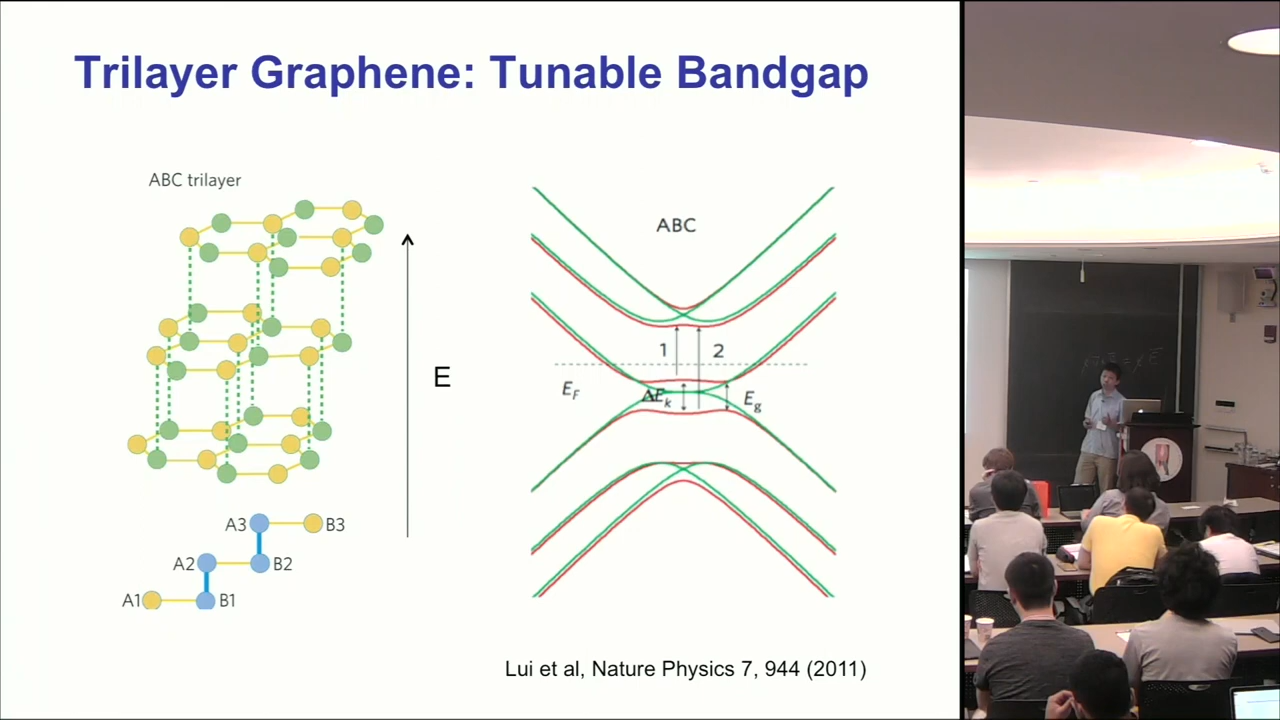 Trilayer Graphene: Tunable Bandgap
ABC trilayer
E
A3 B3
A2 B2
A1 B1
ABC
1 2
E_F ΔE_k E_g
Lui et al, Nature Physics 7, 944 (2011)